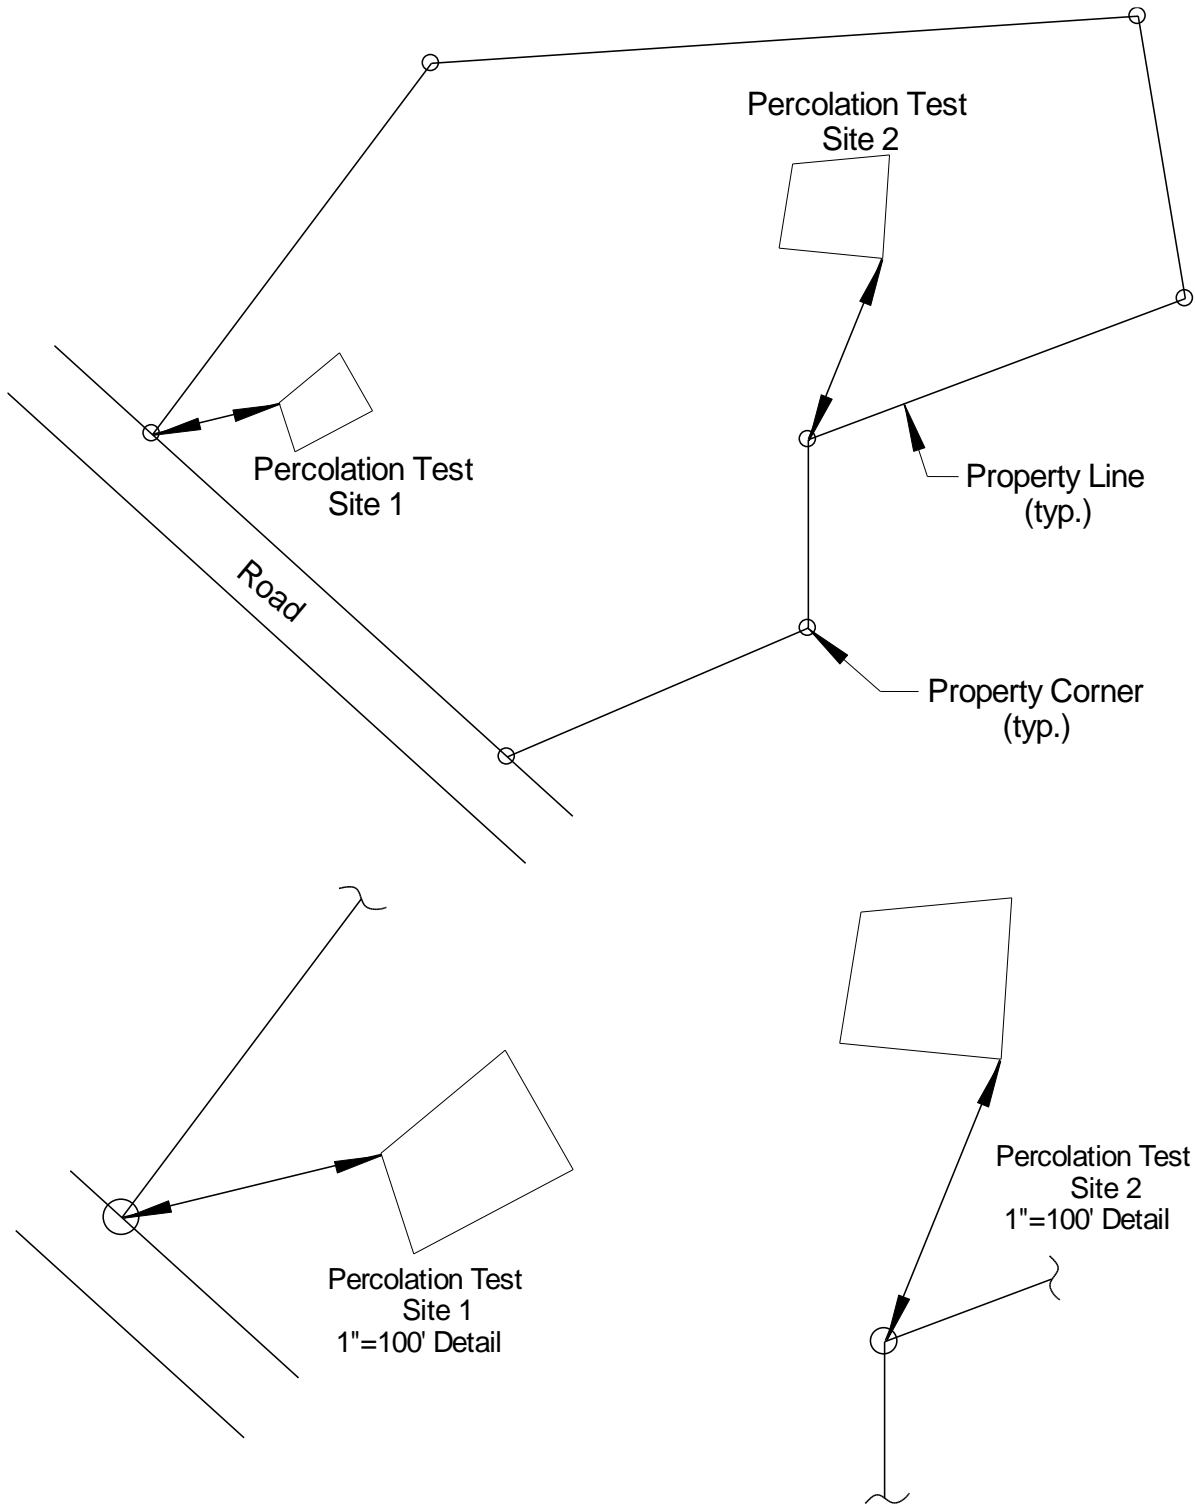 Percolation Test
Site 2
Percolation Test
Site 1
Property Line
(typ.)
Road
Property Corner
(typ.)
Percolation Test
Site 2
1"=100' Detail
Percolation Test
Site 1
1"=100' Detail